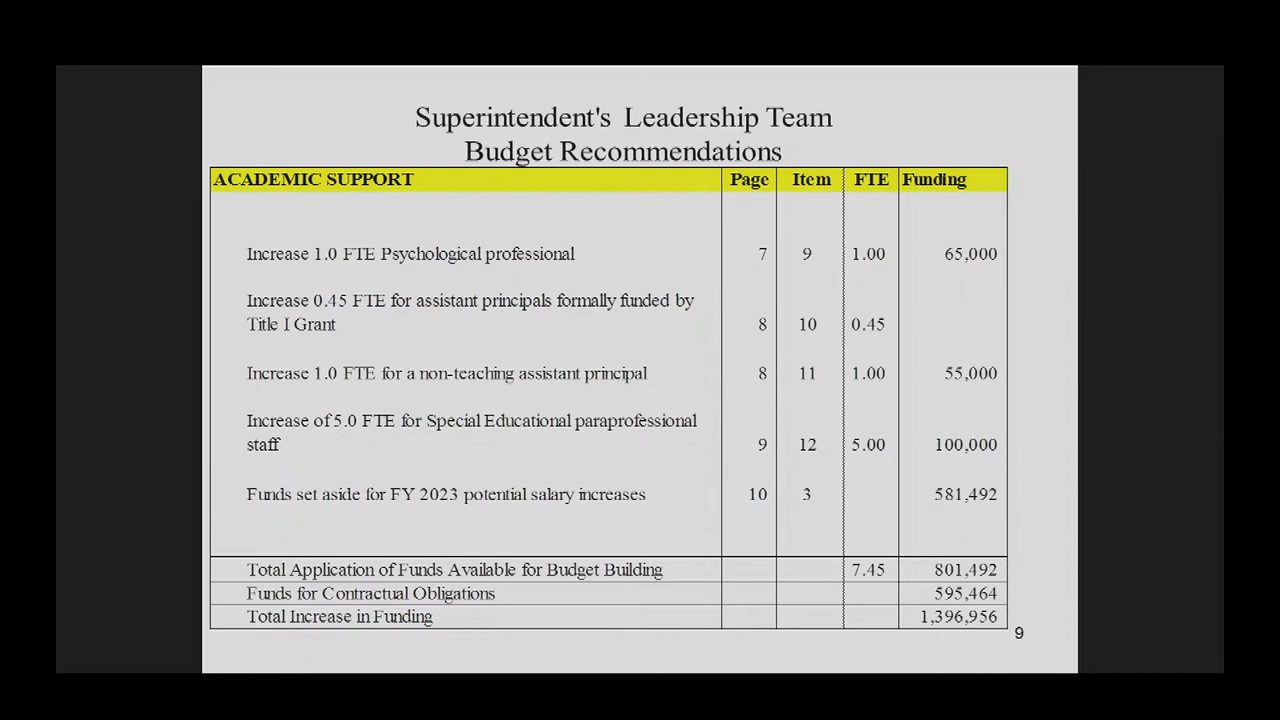 Superintendent's Leadership Team
Budget Recommendations
ACADEMIC SUPPORT Page Item FTE Funding
Increase 1.0 FTE Psychological professional 7 9 1.00 65,000
Increase 0.45 FTE for assistant principals formally funded by
Title I Grant 8 10 0.45
Increase 1.0 FTE for a non-teaching assistant principal 8 11 1.00 55,000
Increase of 5.0 FTE for Special Educational paraprofessional
staff 9 12 5.00 100,000
Funds set aside for FY 2023 potential salary increases 10 3 581,492
Total Application of Funds Available for Budget Building 7.45 801,492
Funds for Contractual Obligations 595,464
Total Increase in Funding 1,396,956
9